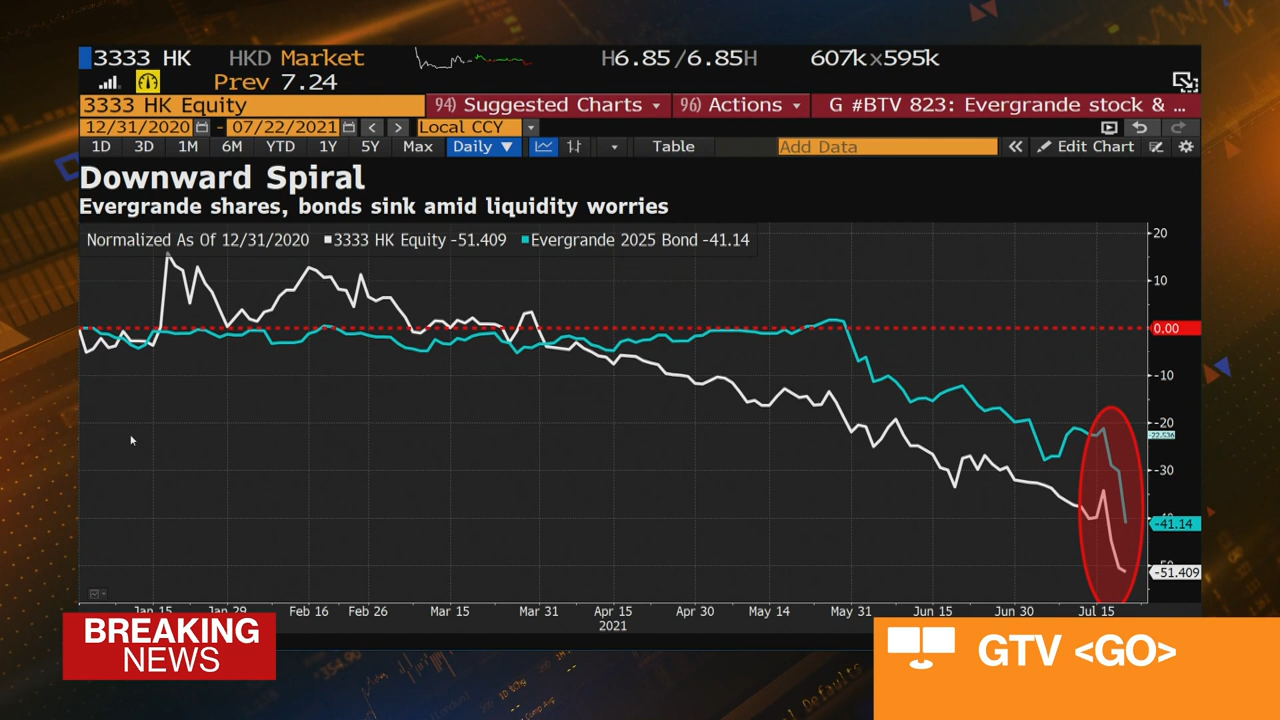 3333 HK HKD Market H6.85/6.85H 607k×595k
Prev 7.24
3333 HK Equity 94) Suggested Charts 96) Actions G #BTV 823: Evergrande stock & ...
12/31/2020 - 07/22/2021 < > Local CCY
1D 3D 1M 6M YTD 1Y 5Y Max Daily ▼ Table Add Data « Edit Chart
Downward Spiral
Evergrande shares, bonds sink amid liquidity worries
Normalized As Of 12/31/2020 3333 HK Equity -51.409 Evergrande 2025 Bond -41.14
20
10
0.00
-10
-20
-30
-41.14
-51.409
Jan 15 Jan 29 Feb 16 Feb 26 Mar 15 Mar 31 Apr 15 Apr 30 May 14 May 31 Jun 15 Jun 30 Jul 15
2021
BREAKING
NEWS
GTV <GO>